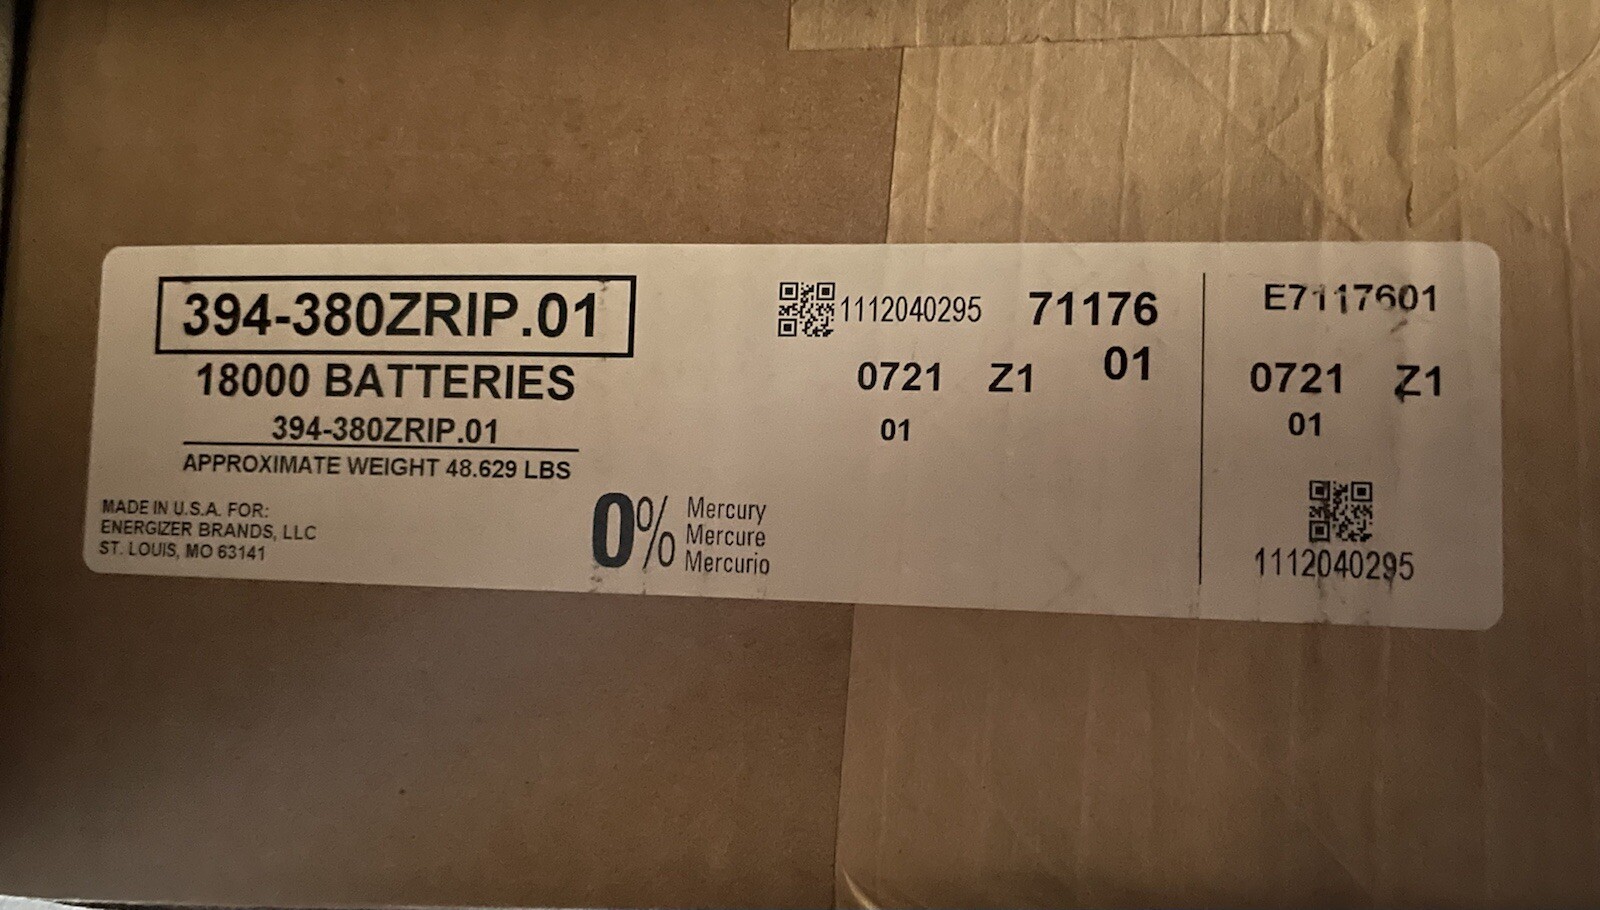 394-380ZRIP.01
18000 BATTERIES
394-380ZRIP.01
APPROXIMATE WEIGHT 48.629 LBS
MADE IN U.S.A. FOR:
ENERGIZER BRANDS, LLC
ST. LOUIS, MO 63141
0% Mercury
Mercure
Mercurio
1112040295 71176
0721 Z1 01
01
E7117601
0721 Z1
01
1112040295